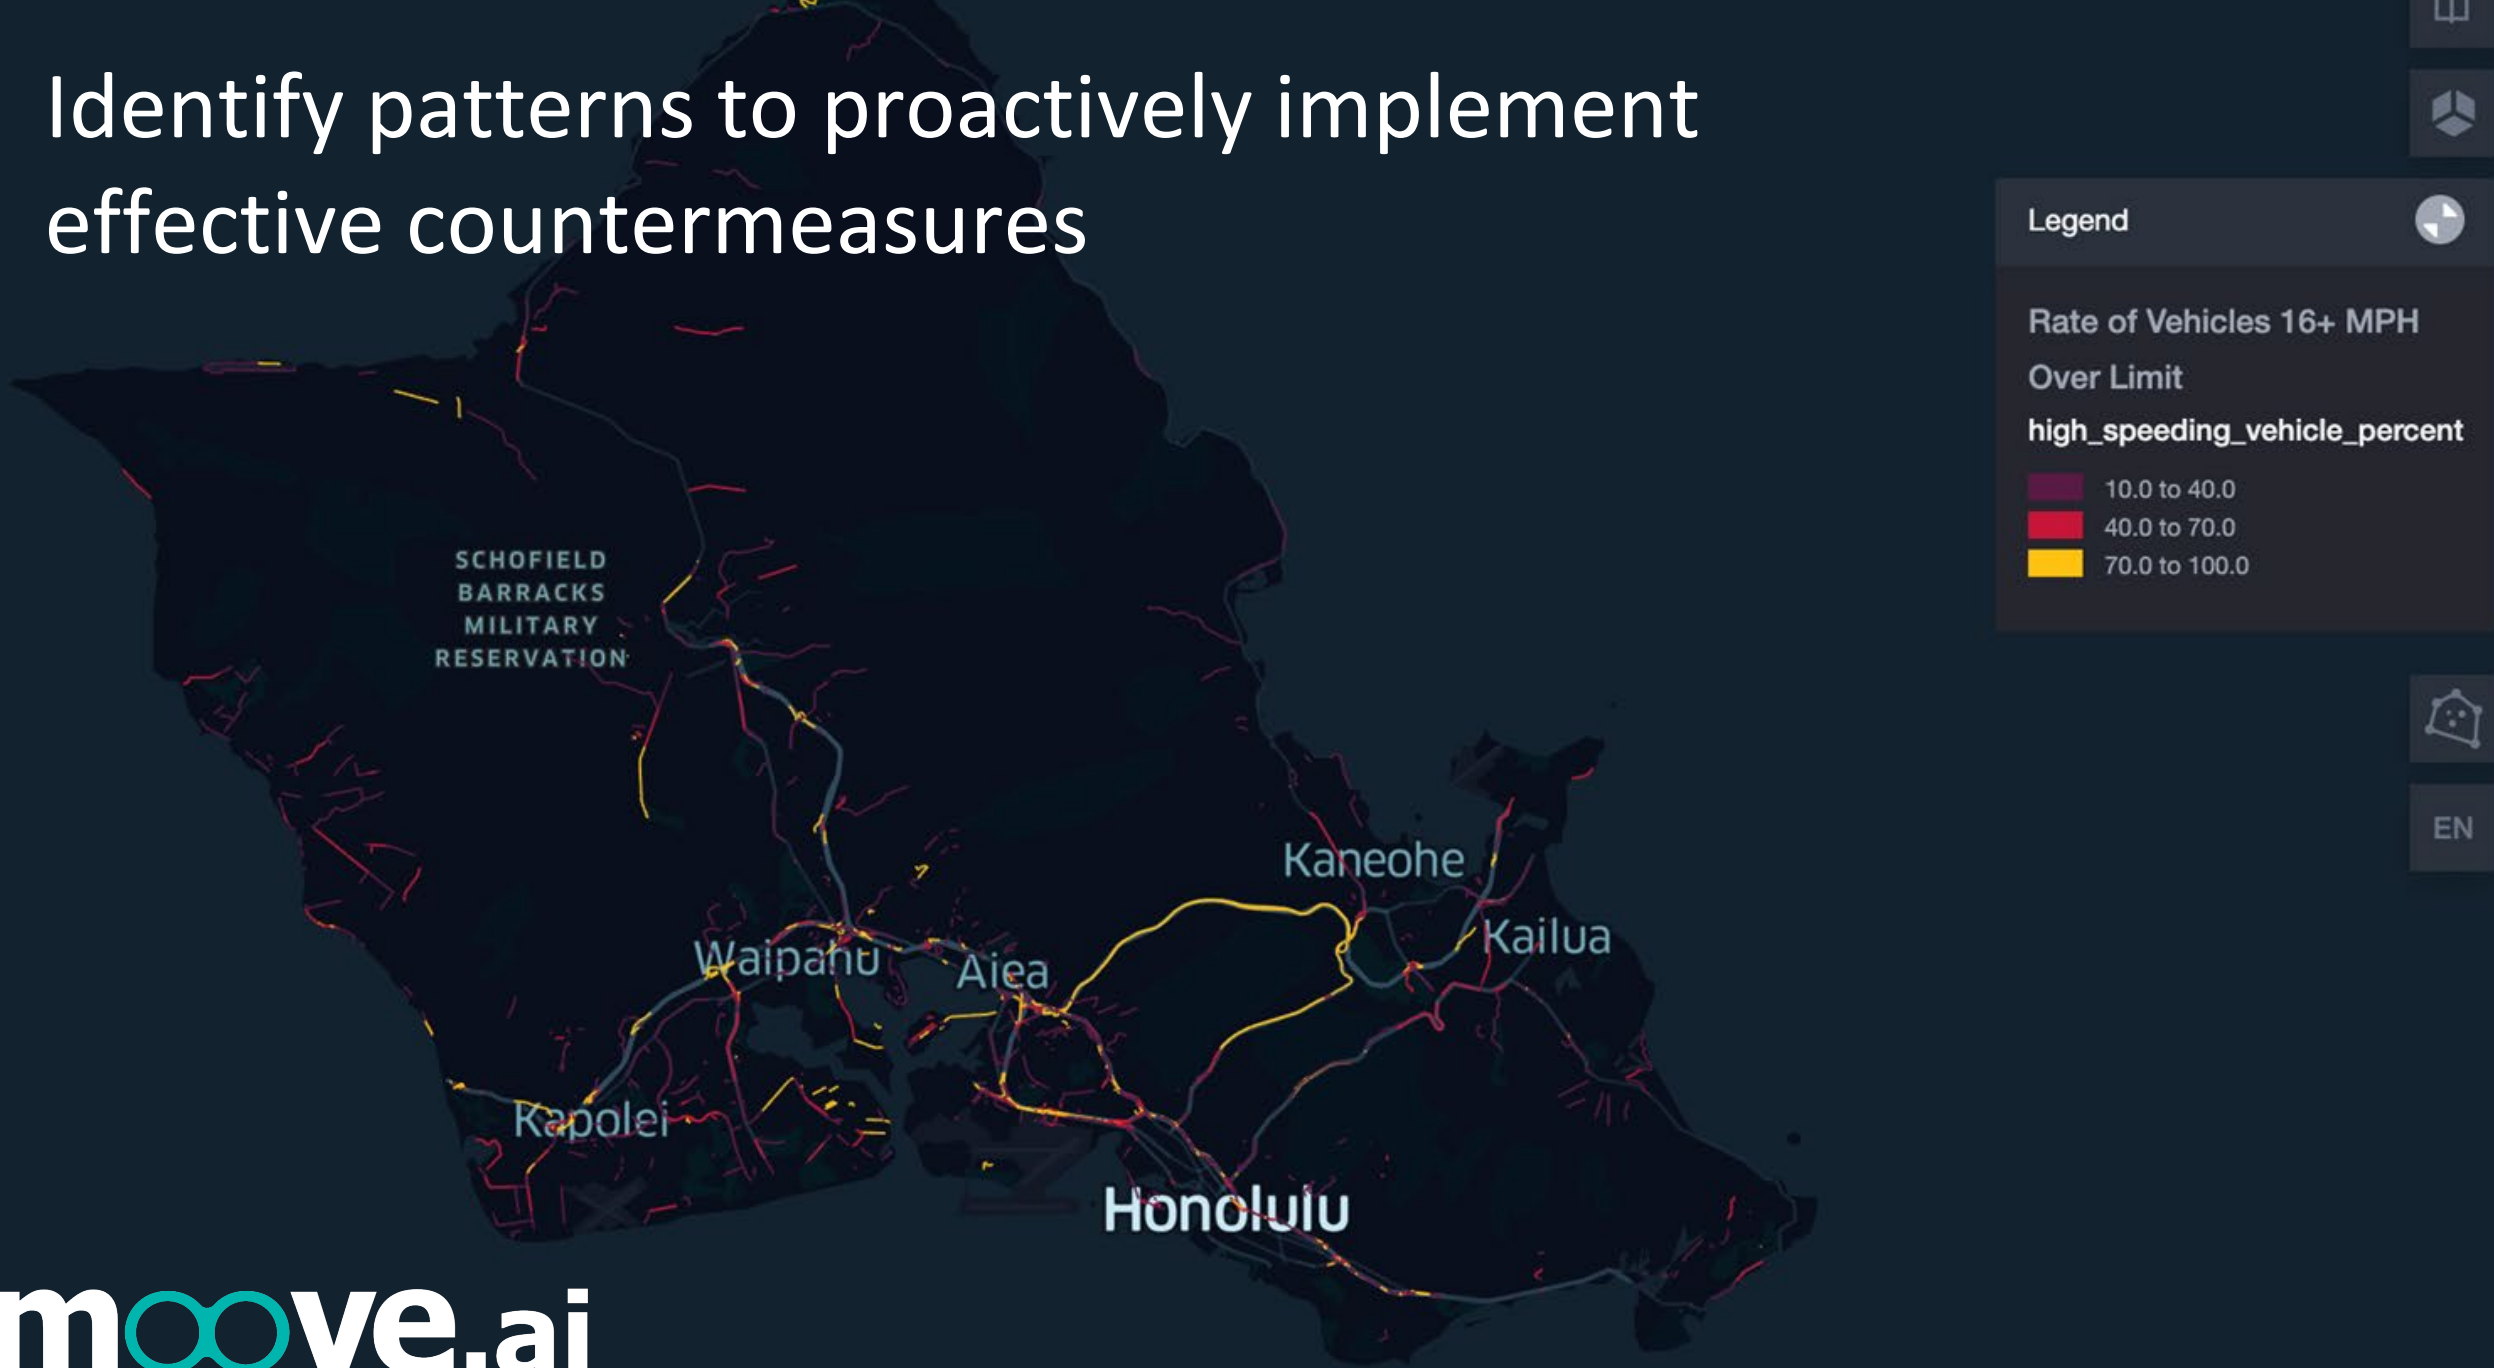 Identify patterns to proactively implement
effective countermeasures
Legend
Rate of Vehicles 16+ MPH
Over Limit
high_speeding_vehicle_percent
10.0 to 40.0
40.0 to 70.0
70.0 to 100.0
SCHOFIELD
BARRACKS
MILITARY
RESERVATION
EN
Kaneohe
Kailua
Waipahu
Aiea
Kapolei
Honolulu
moove.ai